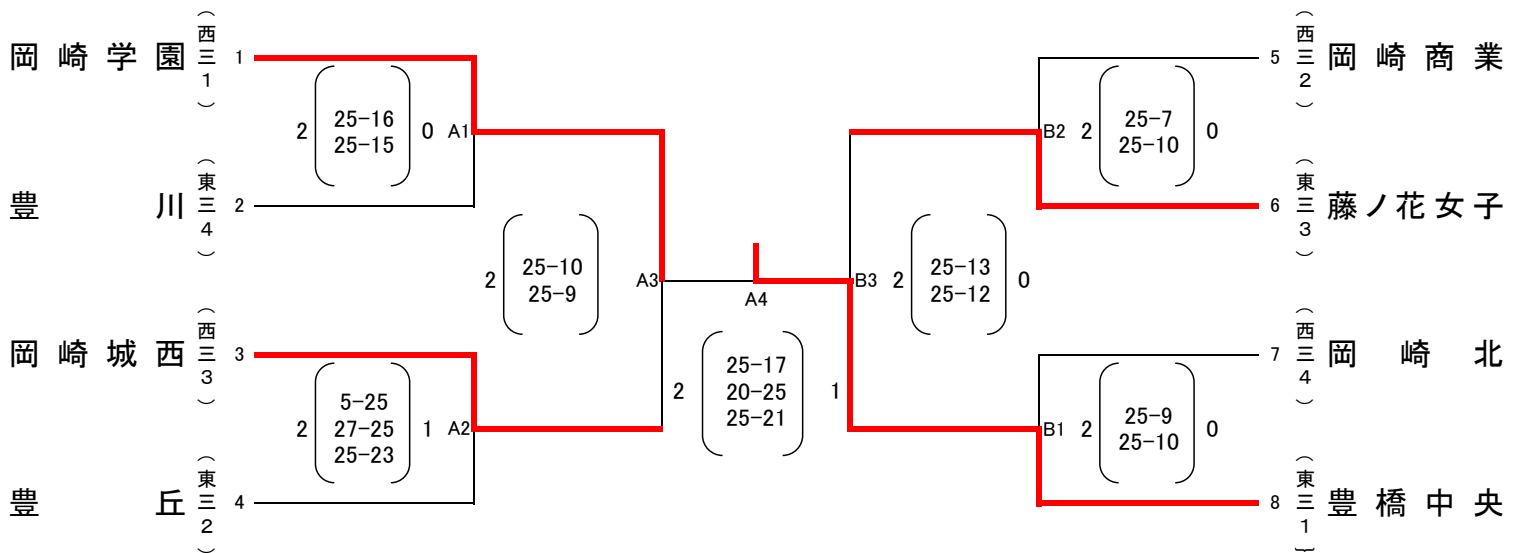 岡崎学園 （西三1） 1
2 25-16 0 A1
25-15
豊川 （東三4） 2
2 25-10 A3
25-9
岡崎城西 （西三3） 3
2 5-25 1 A2
27-25
25-23
豊丘 （東三2） 4
A4
2 25-17 1
20-25
25-21
5 （西三2） 岡崎商業
B2 2 25-7 0
25-10
6 （東三3） 藤ノ花女子
B3 2 25-13 0
25-12
7 （西三4） 岡崎北
B1 2 25-9 0
25-10
8 （東三1） 豊橋中央